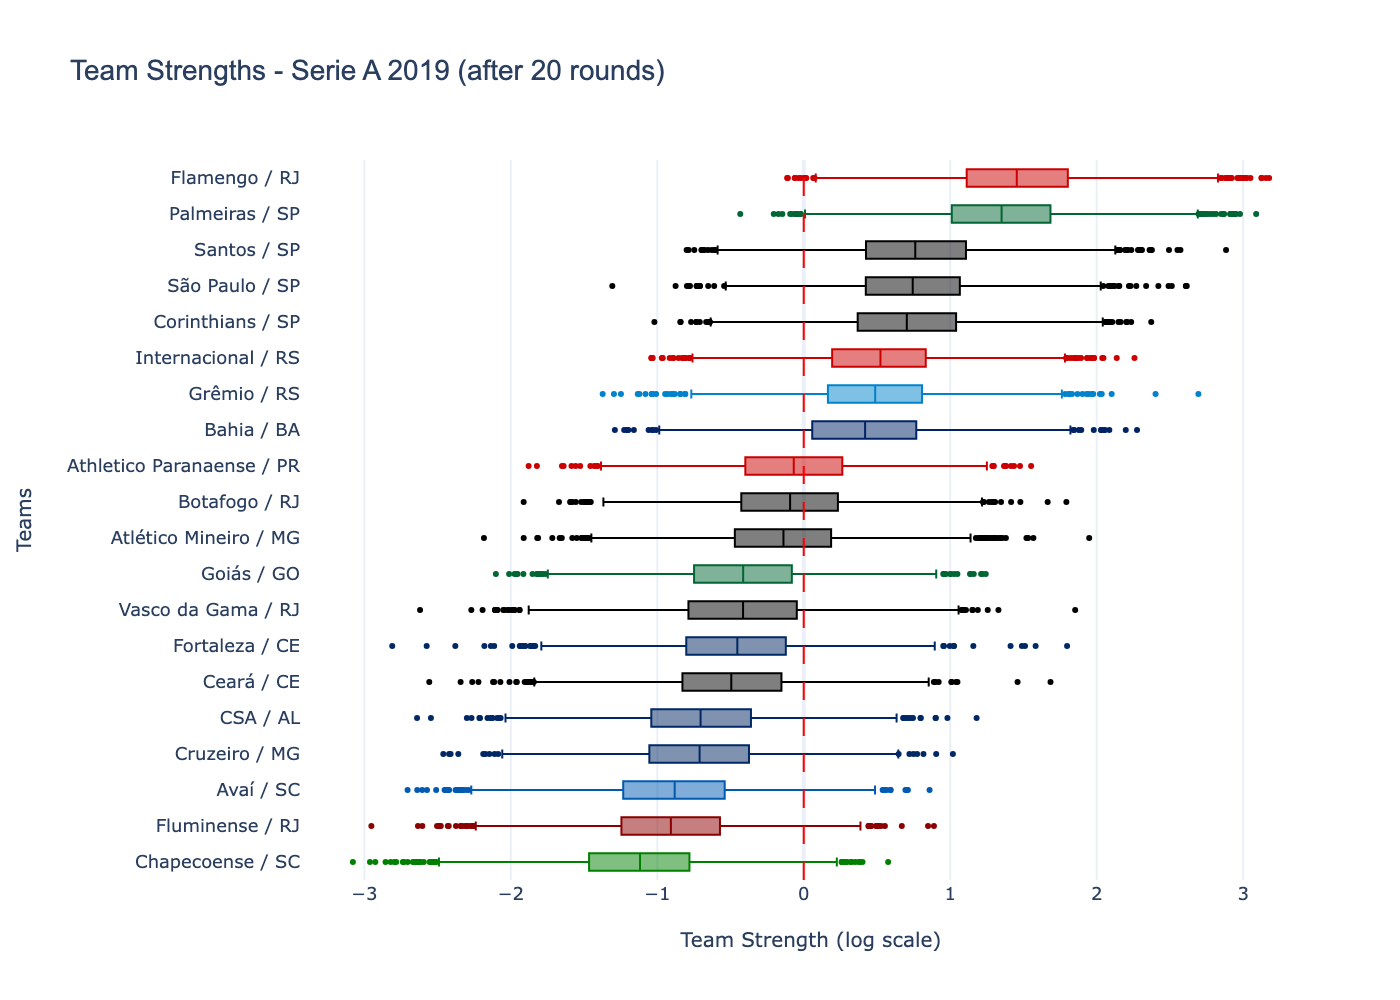 Team Strengths - Serie A 2019 (after 20 rounds)
Flamengo / RJ
Palmeiras / SP
Santos / SP
São Paulo / SP
Corinthians / SP
Internacional / RS
Grêmio / RS
Bahia / BA
Athletico Paranaense / PR
Botafogo / RJ
Atlético Mineiro / MG
Goiás / GO
Vasco da Gama / RJ
Fortaleza / CE
Ceará / CE
CSA / AL
Cruzeiro / MG
Avaí / SC
Fluminense / RJ
Chapecoense / SC
Teams
−3 −2 −1 0 1 2 3
Team Strength (log scale)